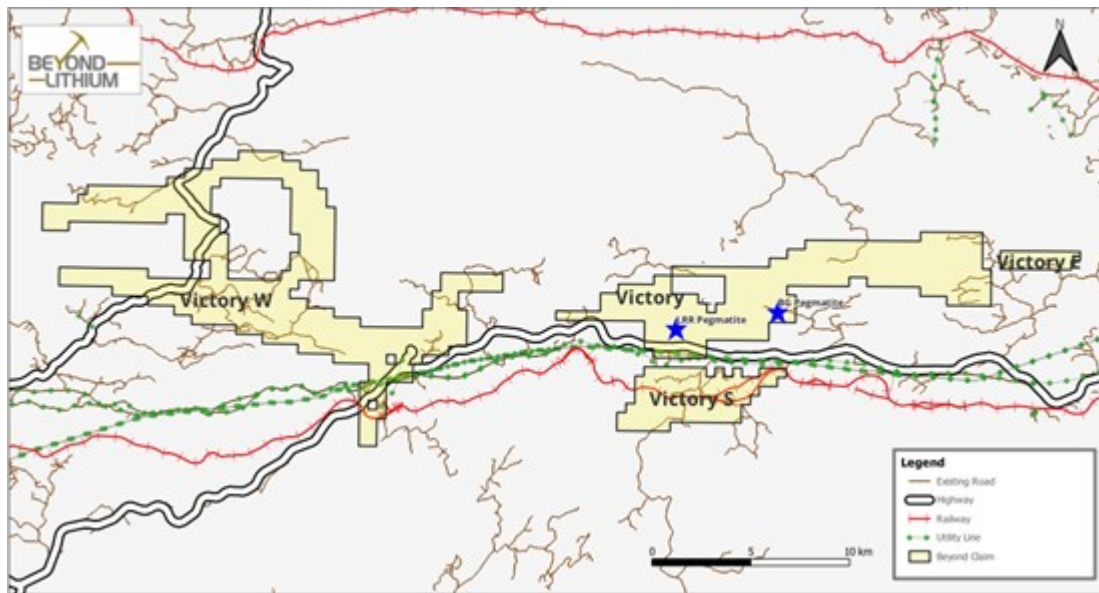 BEYOND
LITHIUM
N
Victory W
Victory
Victory E
BG Pegmatite
LRR Pegmatite
Victory S
Legend
Existing Road
Highway
Railway
Utility Line
Beyond Claim
0 5 10 km